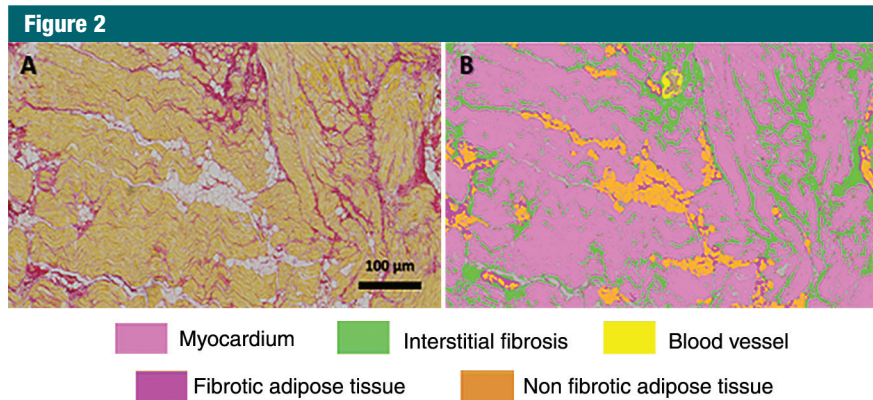 Figure 2
A
B
100 µm
Myocardium
Interstitial fibrosis
Blood vessel
Fibrotic adipose tissue
Non fibrotic adipose tissue